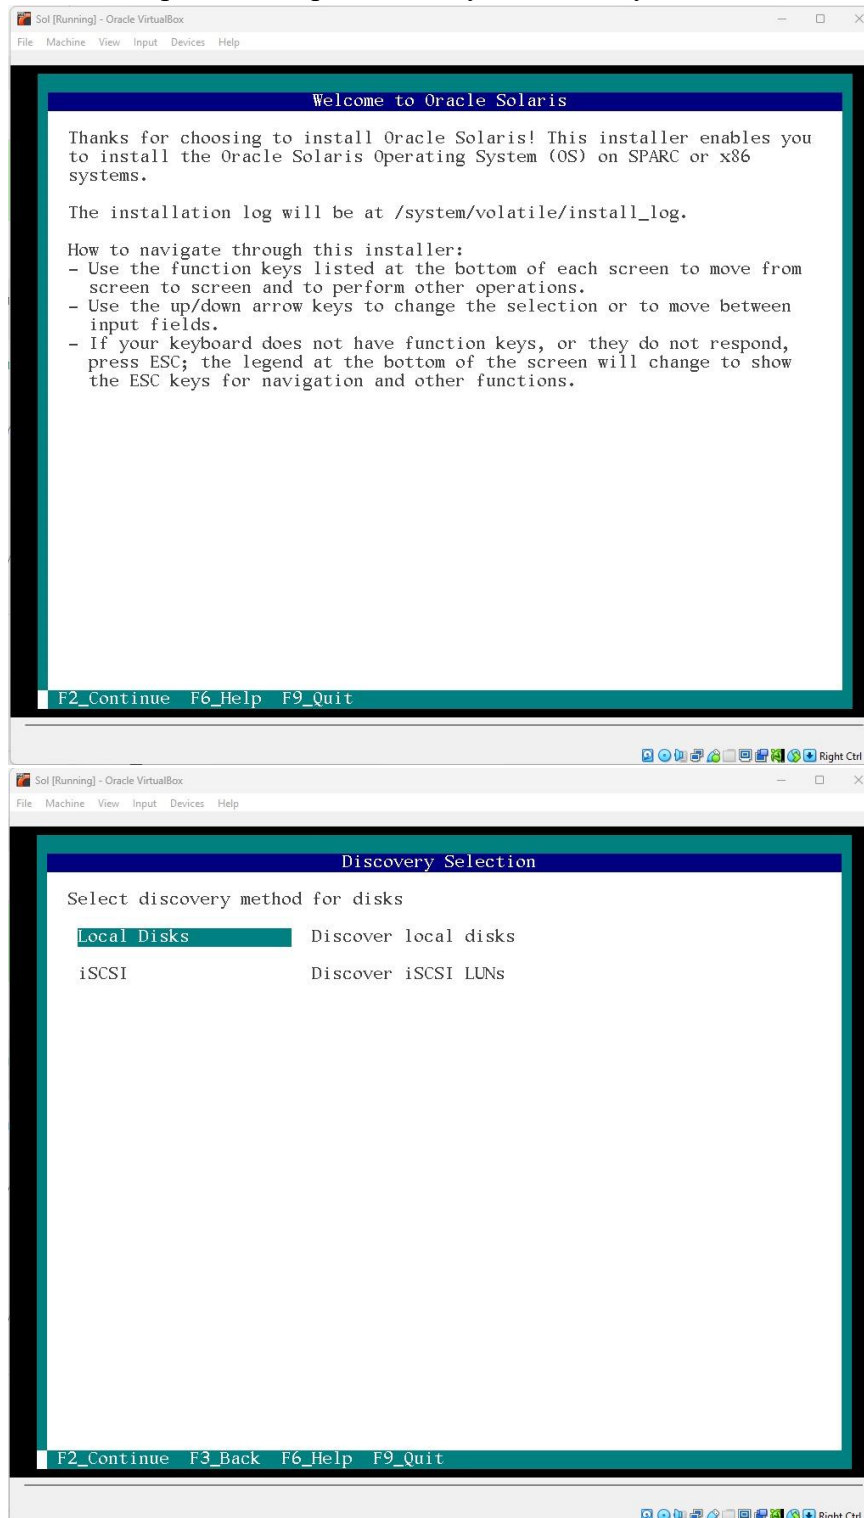 Sol [Running] - Oracle VirtualBox
File Machine View Input Devices Help
Welcome to Oracle Solaris
Thanks for choosing to install Oracle Solaris! This installer enables you
to install the Oracle Solaris Operating System (OS) on SPARC or x86
systems.
The installation log will be at /system/volatile/install_log.
How to navigate through this installer:
- Use the function keys listed at the bottom of each screen to move from
screen to screen and to perform other operations.
- Use the up/down arrow keys to change the selection or to move between
input fields.
- If your keyboard does not have function keys, or they do not respond,
press ESC; the legend at the bottom of the screen will change to show
the ESC keys for navigation and other functions.
F2_Continue F6_Help F9_Quit
Right Ctrl
Sol [Running] - Oracle VirtualBox
File Machine View Input Devices Help
Discovery Selection
Select discovery method for disks
Local Disks Discover local disks
iSCSI Discover iSCSI LUNs
F2_Continue F3_Back F6_Help F9_Quit
Right Ctrl